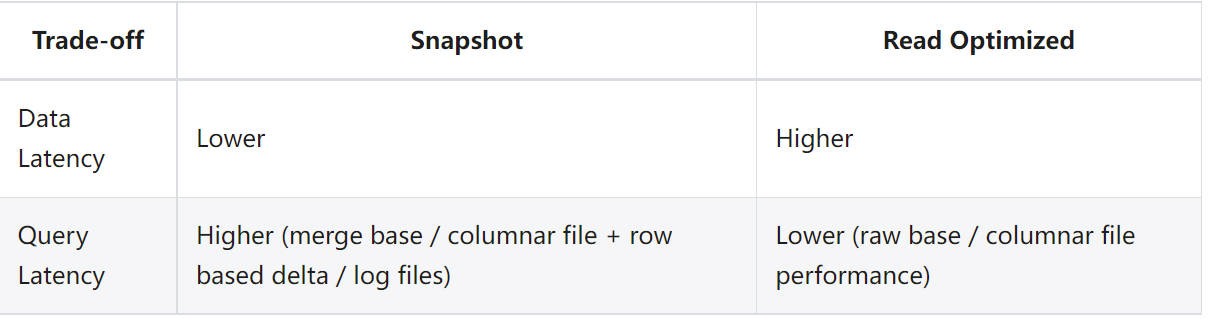 Trade-off
Snapshot
Read Optimized
Data
Latency
Lower
Higher
Query
Latency
Higher (merge base / columnar file + row
based delta / log files)
Lower (raw base / columnar file
performance)